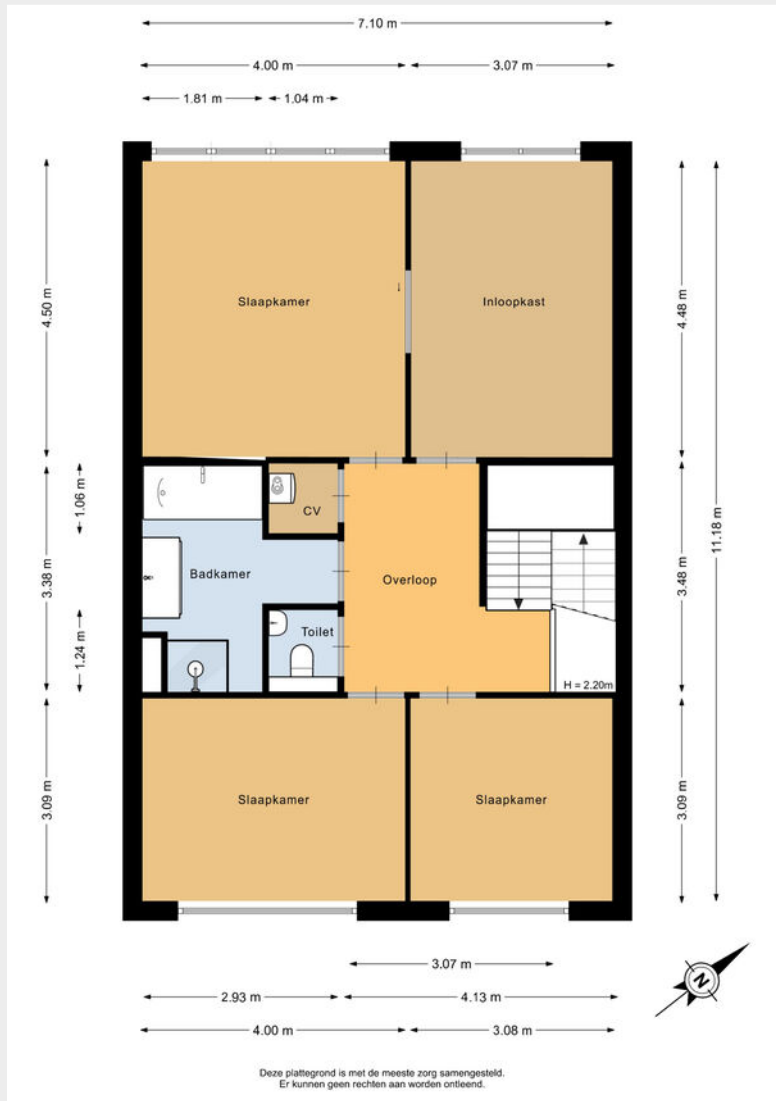 7.10 m
4.00 m
3.07 m
1.81 m
1.04 m
4.50 m
Slaapkamer
Inloopkast
4.48 m
11.18 m
1.06 m
CV
3.38 m
Badkamer
Overloop
3.48 m
1.24 m
Toilet
H = 2.20m
3.09 m
Slaapkamer
Slaapkamer
3.09 m
3.07 m
N
2.93 m
4.13 m
4.00 m
3.08 m
Deze plattegrond is met de meeste zorg samengesteld.
Er kunnen geen rechten aan worden ontleend.